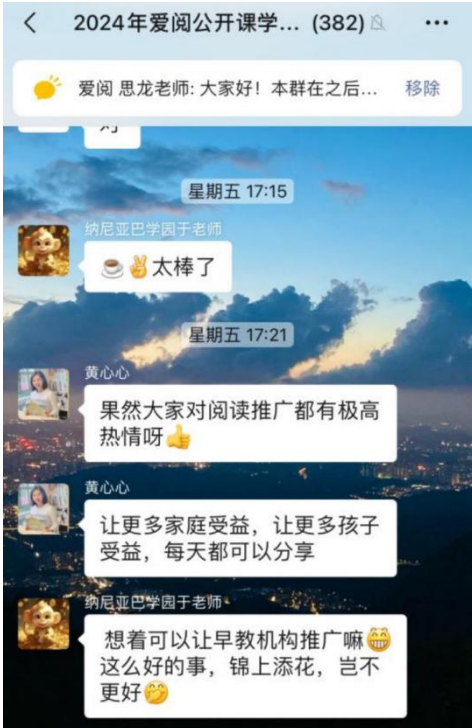 2024年爱阅公开课学... (382)
爱阅 思龙老师: 大家好！本群在之后... 移除
星期五 17:15
纳尼亚巴学园于老师
☕✌太棒了
星期五 17:21
黄心心
果然大家对阅读推广都有极高
热情呀👍
黄心心
让更多家庭受益，让更多孩子
受益，每天都可以分享
纳尼亚巴学园于老师
想着可以让早教机构推广嘛😁
这么好的事，锦上添花，岂不
更好🤭